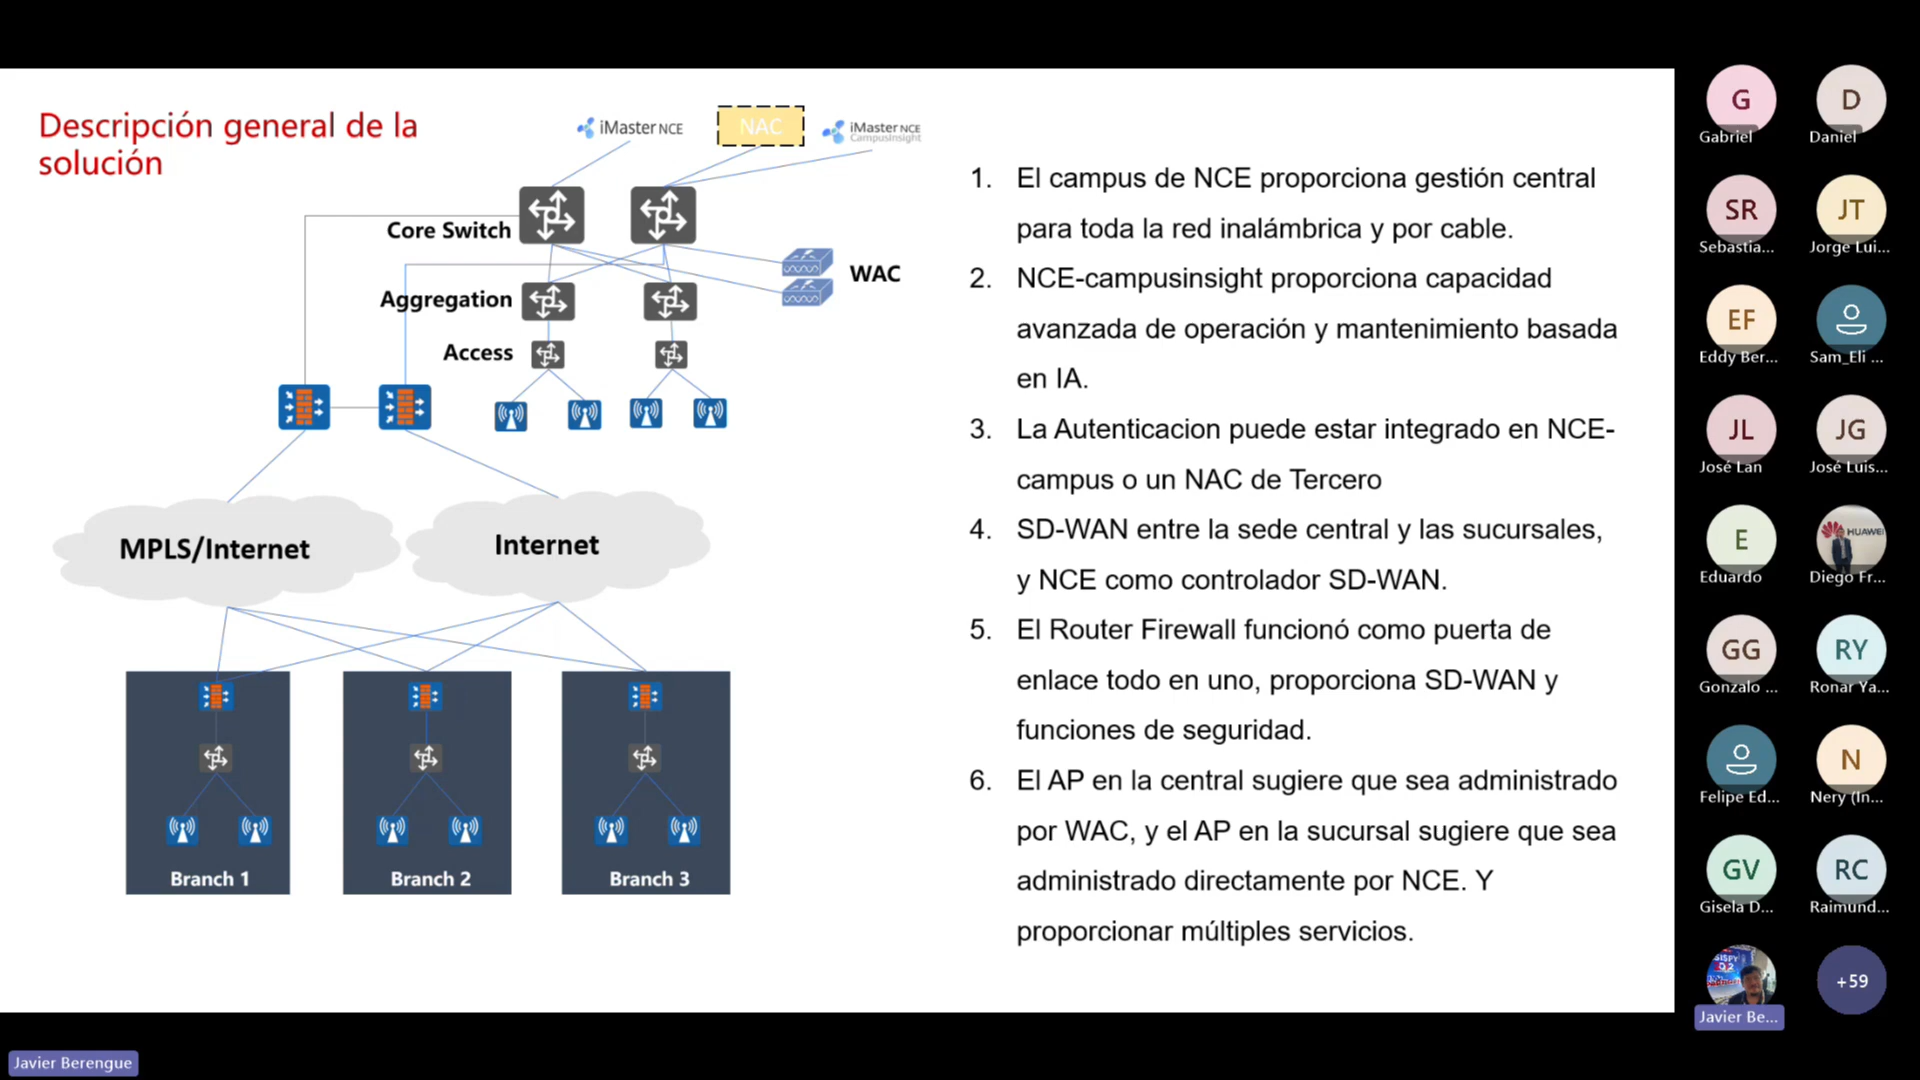 Descripción general de la
solución
iMaster NCE
NAC
iMaster NCE
CampusInsight
Core Switch
WAC
Aggregation
Access
MPLS/Internet
Internet
Branch 1
Branch 2
Branch 3
1. El campus de NCE proporciona gestión central
para toda la red inalámbrica y por cable.
2. NCE-campusinsight proporciona capacidad
avanzada de operación y mantenimiento basada
en IA.
3. La Autenticacion puede estar integrado en NCE-
campus o un NAC de Tercero
4. SD-WAN entre la sede central y las sucursales,
y NCE como controlador SD-WAN.
5. El Router Firewall funcionó como puerta de
enlace todo en uno, proporciona SD-WAN y
funciones de seguridad.
6. El AP en la central sugiere que sea administrado
por WAC, y el AP en la sucursal sugiere que sea
administrado directamente por NCE. Y
proporcionar múltiples servicios.
G
Gabriel
D
Daniel
SR
Sebastia...
JT
Jorge Lui...
EF
Eddy Ber...
Sam_Eli ...
JL
José Lan
JG
José Luis...
E
Eduardo
HUAWEI
Diego Fr...
GG
Gonzalo ...
RY
Ronar Ya...
Felipe Ed...
N
Nery (In...
GV
Gisela D...
RC
Raimund...
Javier Be...
+59
Javier Berengue